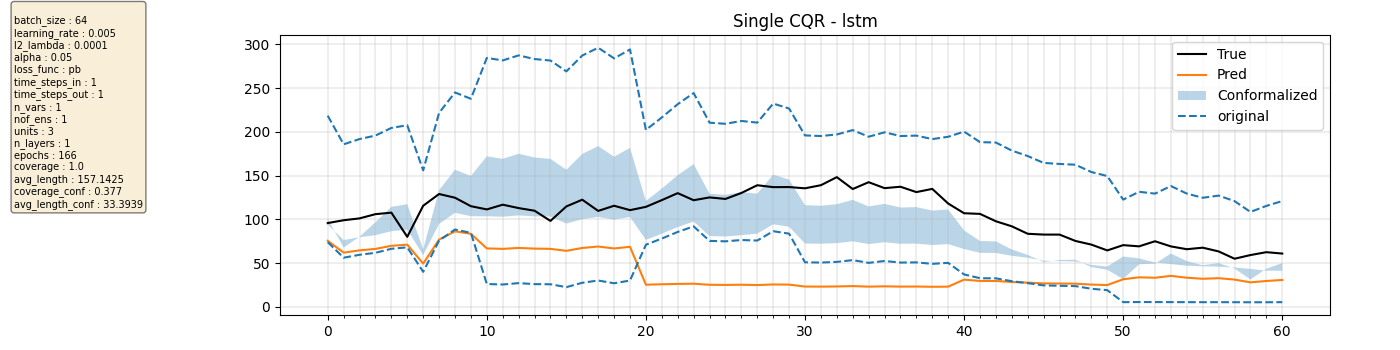 batch_size : 64
learning_rate : 0.005
l2_lambda : 0.0001
alpha : 0.05
loss_func : pb
time_steps_in : 1
time_steps_out : 1
n_vars : 1
nof_ens : 1
units : 3
n_layers : 1
epochs : 166
coverage : 1.0
avg_length : 157.1425
coverage_conf : 0.377
avg_length_conf : 33.3939
Single CQR - lstm
300
250
200
150
100
50
0
True
Pred
Conformalized
original
0 10 20 30 40 50 60